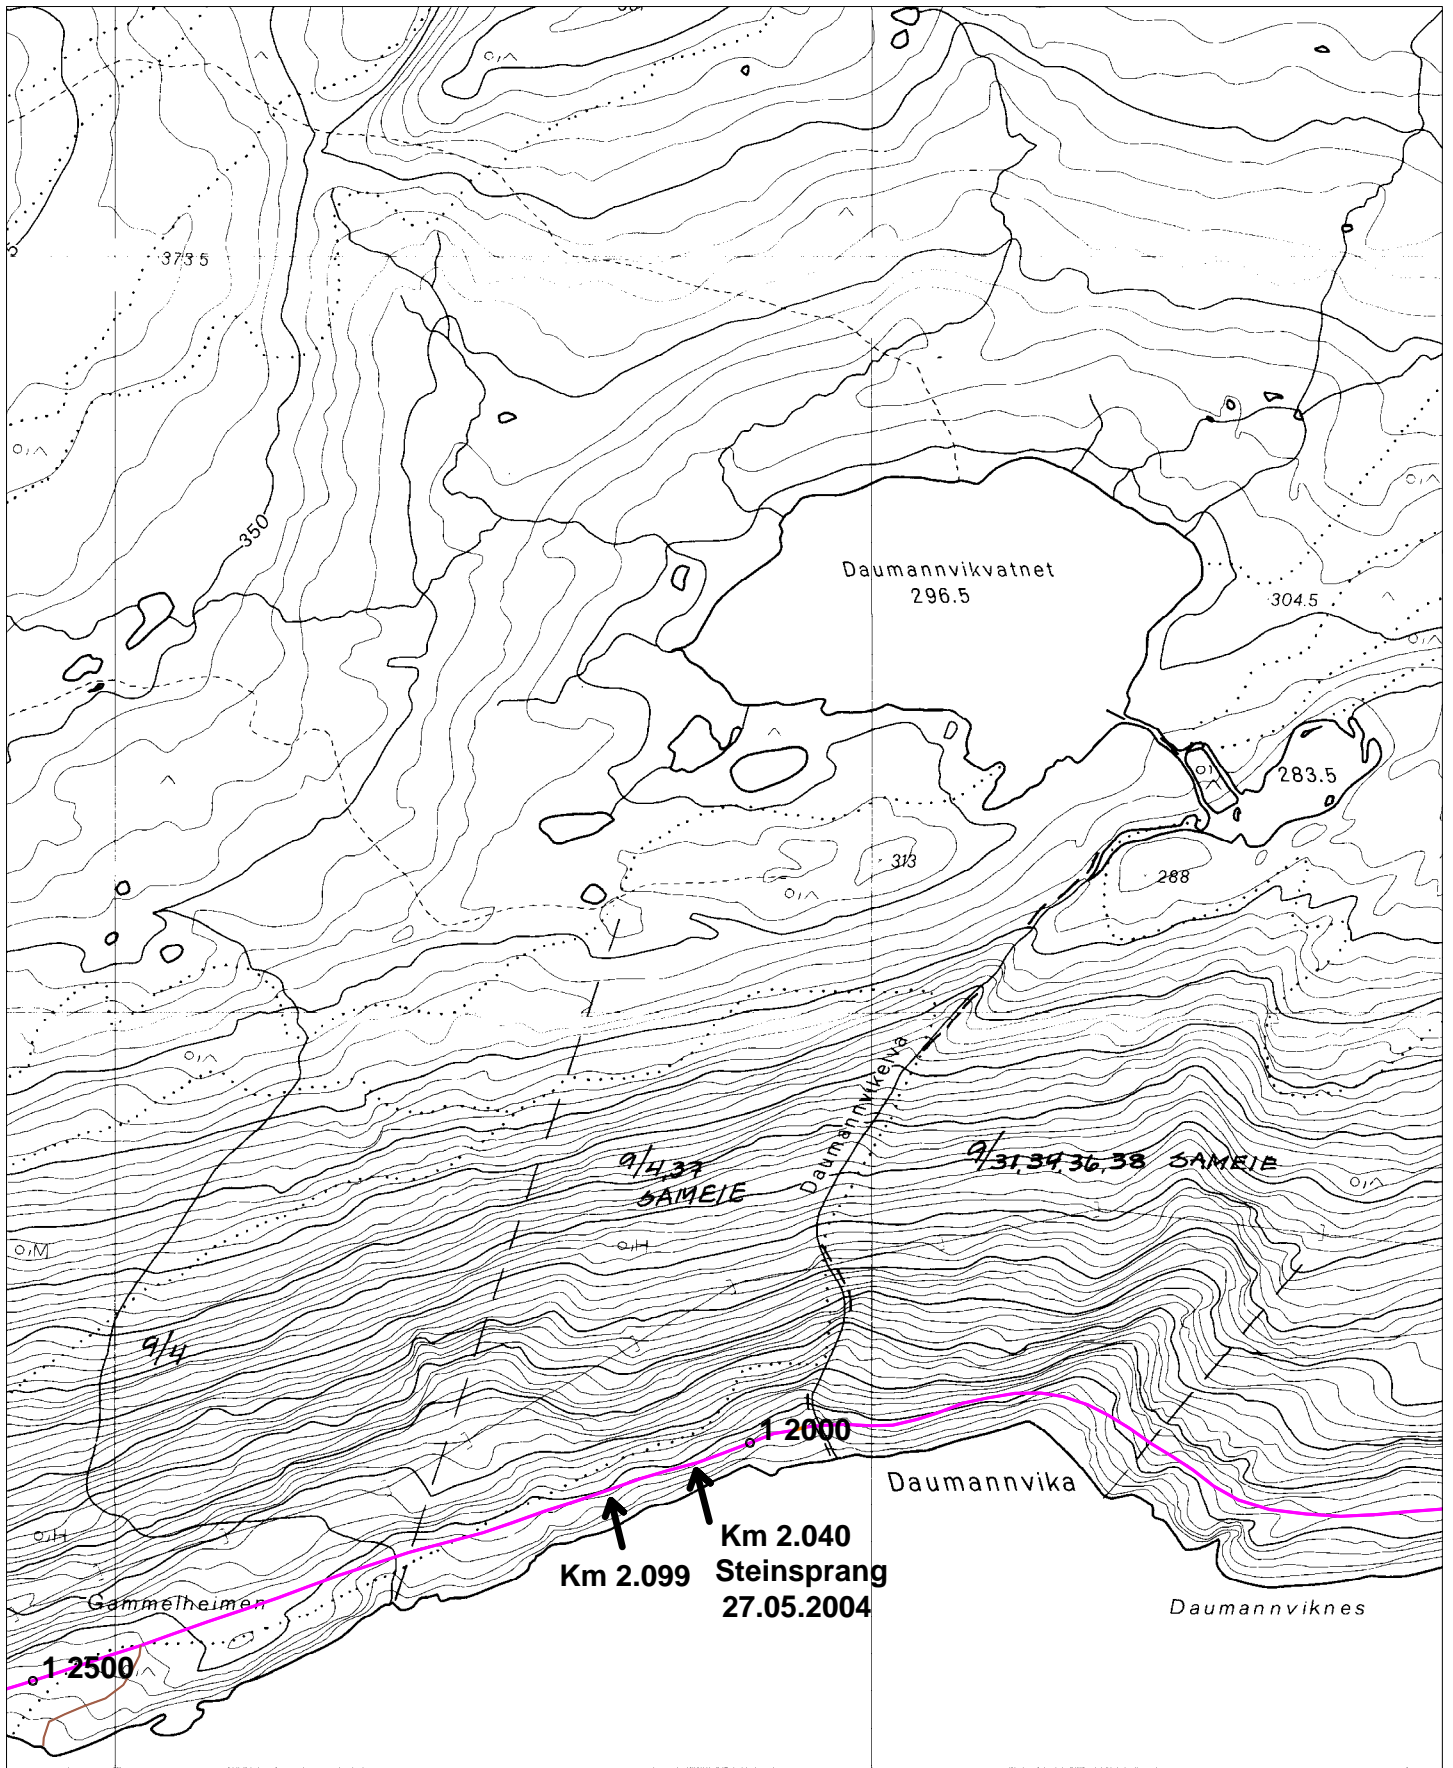 O,Λ
Λ
373 5
Λ
O,Λ
O,Λ
350
Daumannvikvatnet
296.5
304.5
Λ
O,Λ
Λ
Λ
283.5
313
288
O,Λ
O,Λ
Daumannvikelva
9/4,37
SAMEIE
9/31,34,36,38 SAMEIE
O,Λ
O,M
O,H
9/4
1 2000
Daumannvika
O,H
Km 2.040
Steinsprang
27.05.2004
Km 2.099
Gammelheimen
Daumannviknes
1 2500